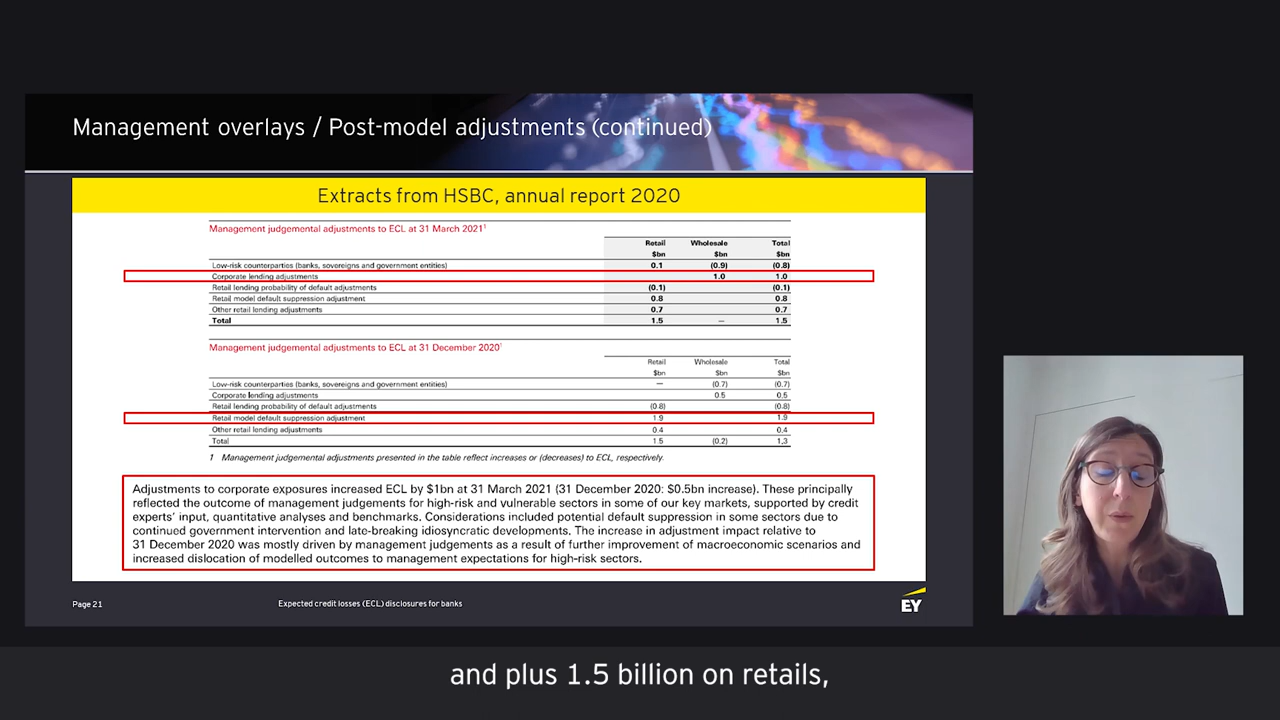 Management overlays / Post-model adjustments (continued)
Extracts from HSBC, annual report 2020
Management judgemental adjustments to ECL at 31 March 2021¹
Retail Wholesale Total
$bn $bn $bn
Low-risk counterparties (banks, sovereigns and government entities) 0.1 (0.9) (0.8)
Corporate lending adjustments 1.0 1.0
Retail lending probability of default adjustments (0.1) (0.1)
Retail model default suppression adjustment 0.8 0.8
Other retail lending adjustments 0.7 0.7
Total 1.5 — 1.5
Management judgemental adjustments to ECL at 31 December 2020¹
Retail Wholesale Total
$bn $bn $bn
Low-risk counterparties (banks, sovereigns and government entities) — (0.7) (0.7)
Corporate lending adjustments 0.5 0.5
Retail lending probability of default adjustments (0.8) (0.8)
Retail model default suppression adjustment 1.9 1.9
Other retail lending adjustments 0.4 0.4
Total 1.5 (0.2) 1.3
1 Management judgemental adjustments presented in the table reflect increases or (decreases) to ECL, respectively.
Adjustments to corporate exposures increased ECL by $1bn at 31 March 2021 (31 December 2020: $0.5bn increase). These principally
reflected the outcome of management judgements for high-risk and vulnerable sectors in some of our key markets, supported by credit
experts' input, quantitative analyses and benchmarks. Considerations included potential default suppression in some sectors due to
continued government intervention and late-breaking idiosyncratic developments. The increase in adjustment impact relative to
31 December 2020 was mostly driven by management judgements as a result of further improvement of macroeconomic scenarios and
increased dislocation of modelled outcomes to management expectations for high-risk sectors.
Page 21 Expected credit losses (ECL) disclosures for banks
EY
and plus 1.5 billion on retails,